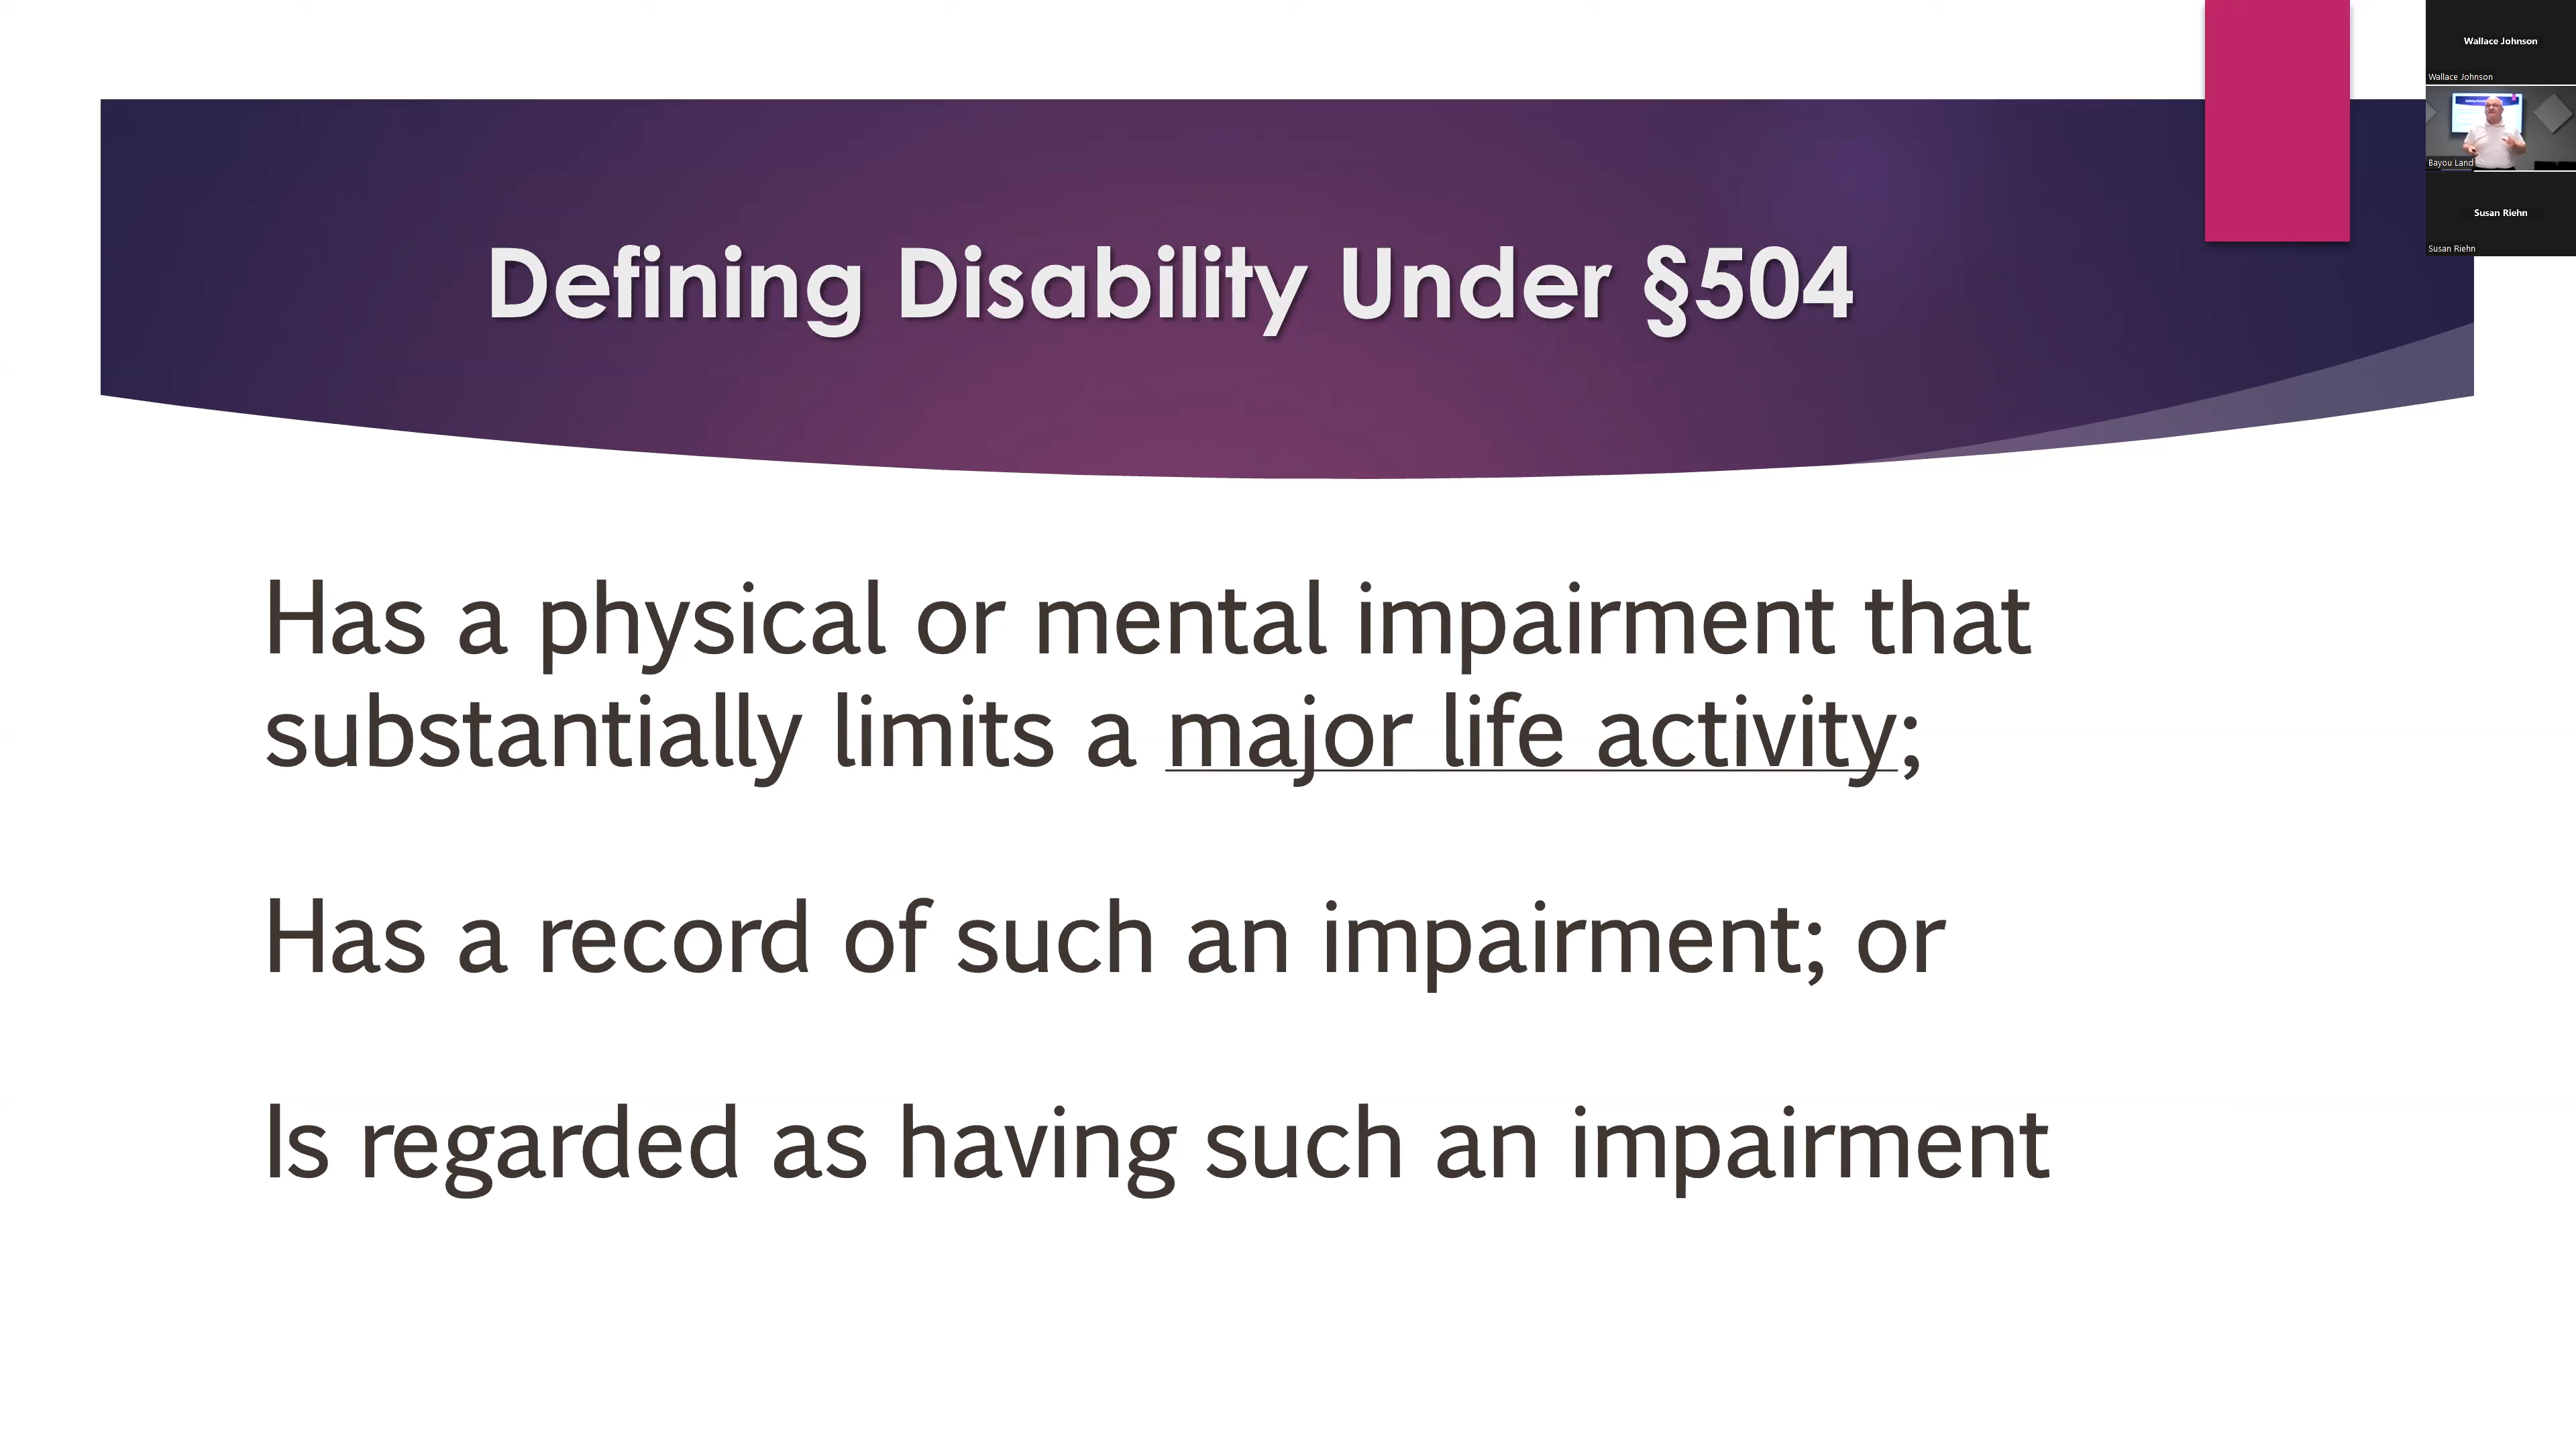 Defining Disability Under §504
Has a physical or mental impairment that
substantially limits a major life activity;
Has a record of such an impairment; or
Is regarded as having such an impairment
Wallace Johnson
Wallace Johnson
Bayou Land
Susan Riehn
Susan Riehn